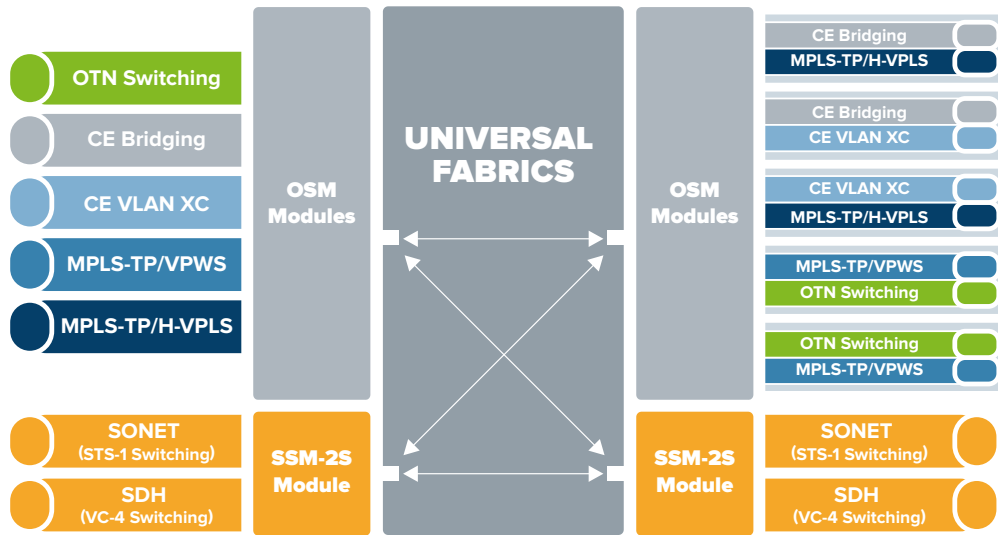 OTN Switching
CE Bridging
CE VLAN XC
MPLS-TP/VPWS
MPLS-TP/H-VPLS
SONET
(STS-1 Switching)
SDH
(VC-4 Switching)
OSM
Modules
SSM-2S
Module
UNIVERSAL
FABRICS
OSM
Modules
SSM-2S
Module
CE Bridging
MPLS-TP/H-VPLS
CE Bridging
CE VLAN XC
CE VLAN XC
MPLS-TP/H-VPLS
MPLS-TP/VPWS
OTN Switching
OTN Switching
MPLS-TP/VPWS
SONET
(STS-1 Switching)
SDH
(VC-4 Switching)